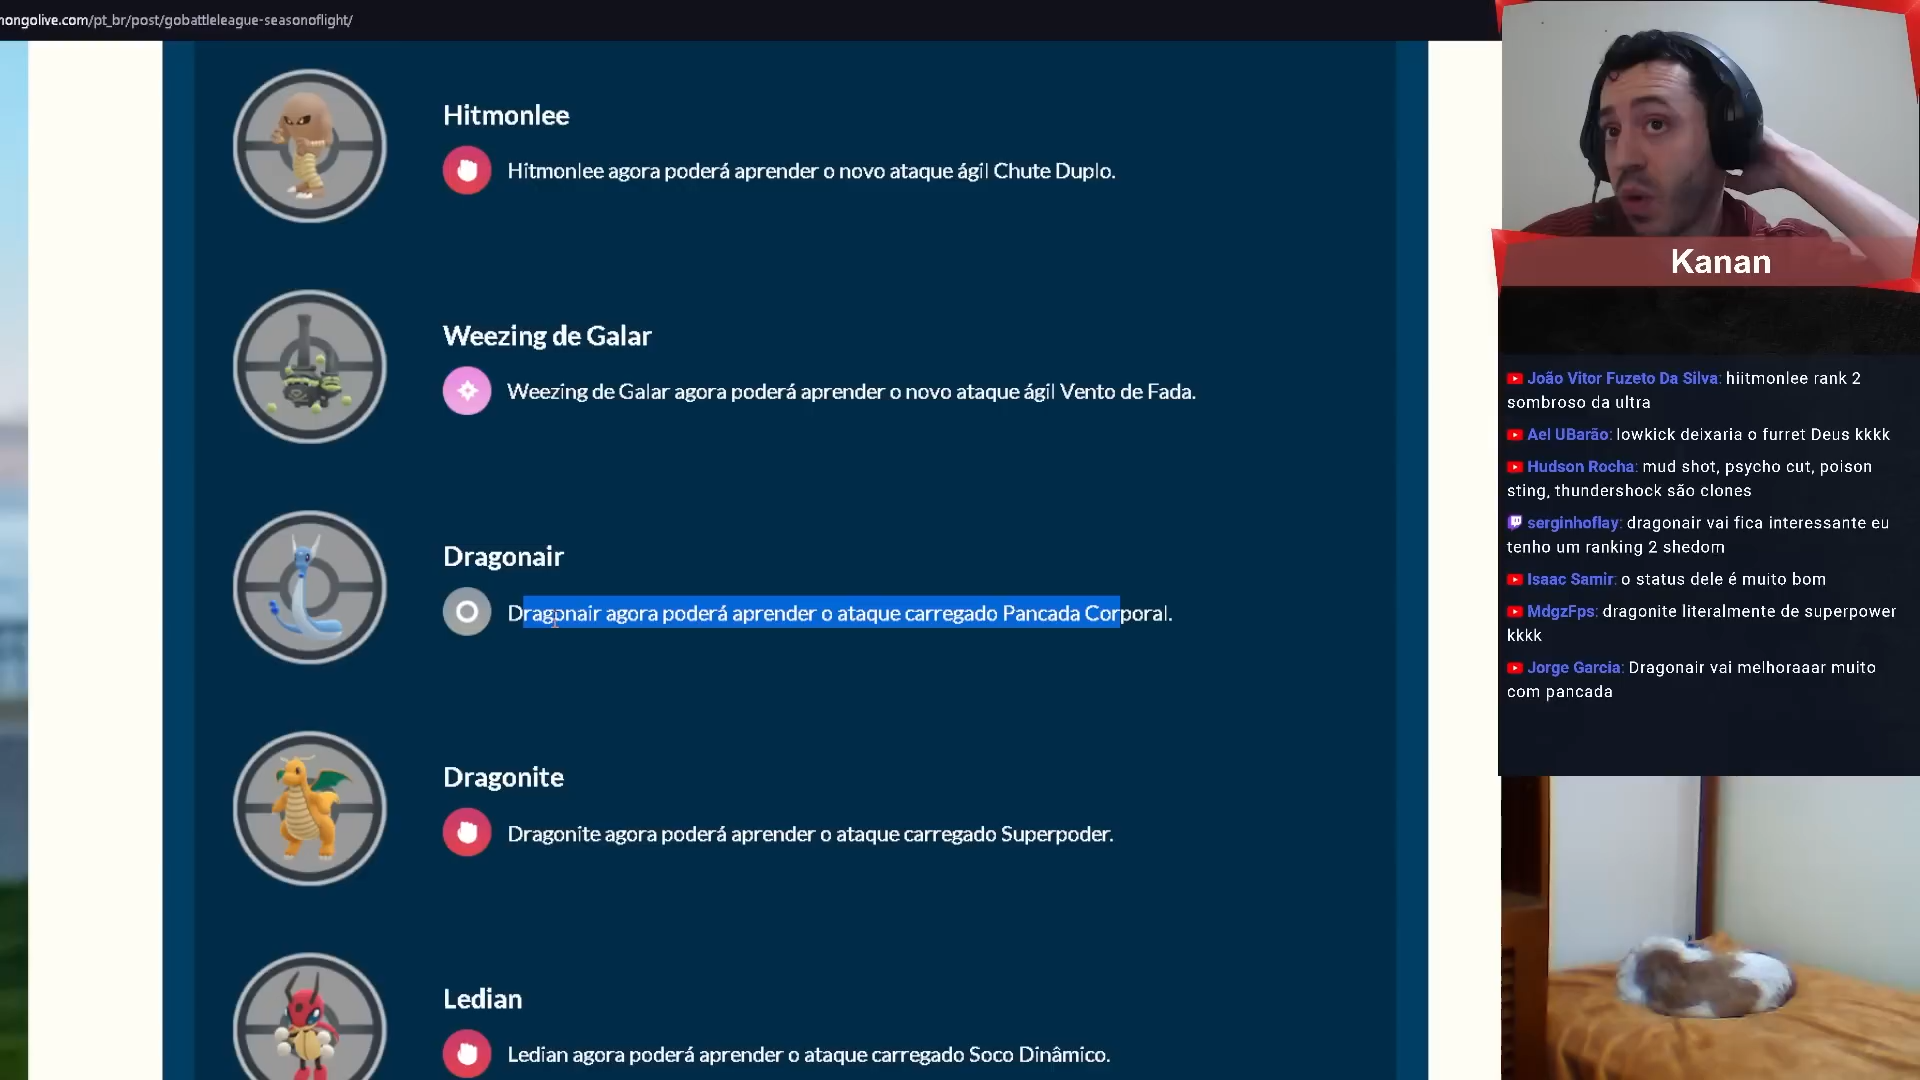 nongolive.com/pt_br/post/gobattleleague-seasonoflight/
Hitmonlee
Hitmonlee agora poderá aprender o novo ataque ágil Chute Duplo.
Weezing de Galar
Weezing de Galar agora poderá aprender o novo ataque ágil Vento de Fada.
Dragonair
Dragonair agora poderá aprender o ataque carregado Pancada Corporal.
Dragonite
Dragonite agora poderá aprender o ataque carregado Superpoder.
Ledian
Ledian agora poderá aprender o ataque carregado Soco Dinâmico.
Kanan
João Vitor Fuzeto Da Silva: hiitmonlee rank 2
sombroso da ultra
Ael UBarão: lowkick deixaria o furret Deus kkkk
Hudson Rocha: mud shot, psycho cut, poison
sting, thundershock são clones
serginhoflay: dragonair vai fica interessante eu
tenho um ranking 2 shedom
Isaac Samir: o status dele é muito bom
MdgzFps: dragonite literalmente de superpower
kkkk
Jorge Garcia: Dragonair vai melhoraaar muito
com pancada